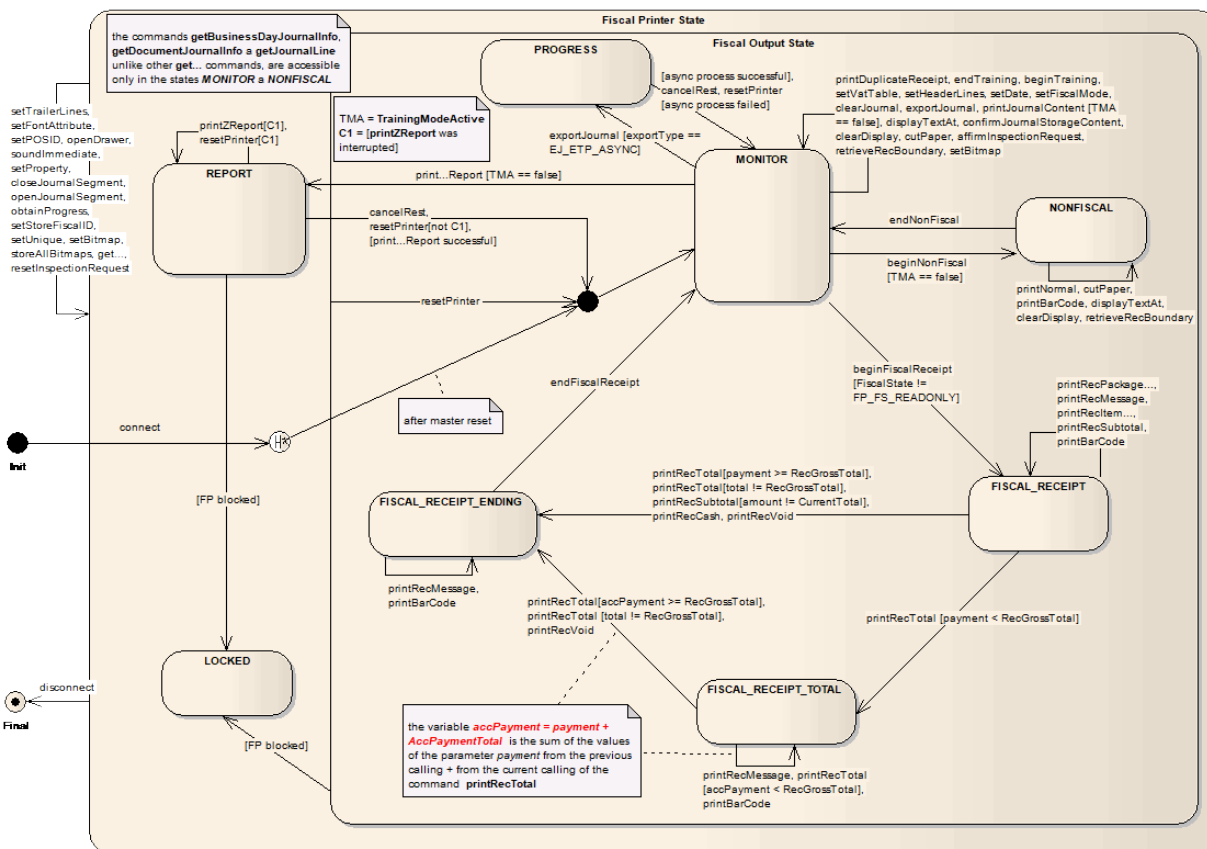 Fiscal Printer State
the commands getBusinessDayJournalInfo,
getDocumentJournalInfo a getJournalLine
unlike other get... commands, are accessible
only in the states MONITOR a NONFISCAL
Fiscal Output State
PROGRESS
[async process successful],
cancelRest, resetPrinter
[async process failed]
printDuplicateReceipt, endTraining, beginTraining,
setVatTable, setHeaderLines, setDate, setFiscalMode,
clearJournal, exportJournal, printJournalContent [TMA
== false], displayTextAt, confirmJournalStorageContent,
clearDisplay, cutPaper, affirmInspectionRequest,
retrieveRecBoundary, setBitmap
setTrailerLines,
setFontAttribute,
setPOSID, openDrawer,
soundImmediate,
setProperty,
closeJournalSegment,
openJournalSegment,
obtainProgress,
setStoreFiscalID,
setUnique, setBitmap,
storeAllBitmaps, get...,
resetInspectionRequest
printZReport[C1],
resetPrinter[C1]
TMA = TrainingModeActive
C1 = [printZReport was
interrupted]
exportJournal [exportType ==
EJ_ETP_ASYNC]
MONITOR
REPORT
print...Report [TMA == false]
cancelRest,
resetPrinter[not C1],
[print...Report successful]
endNonFiscal
NONFISCAL
beginNonFiscal
[TMA == false]
printNormal, cutPaper,
printBarCode, displayTextAt,
clearDisplay, retrieveRecBoundary
resetPrinter
endFiscalReceipt
beginFiscalReceipt
[FiscalState !=
FP_FS_READONLY]
printRecPackage...,
printRecMessage,
printRecItem...,
printRecSubtotal,
printBarCode
after master reset
connect
H*
Init
[FP blocked]
printRecTotal[payment >= RecGrossTotal],
printRecTotal[total != RecGrossTotal],
printRecSubtotal[amount != CurrentTotal],
printRecCash, printRecVoid
FISCAL_RECEIPT
FISCAL_RECEIPT_ENDING
printRecMessage,
printBarCode
printRecTotal[accPayment >= RecGrossTotal],
printRecTotal [total != RecGrossTotal],
printRecVoid
printRecTotal [payment < RecGrossTotal]
LOCKED
disconnect
Final
[FP blocked]
FISCAL_RECEIPT_TOTAL
the variable accPayment = payment +
AccPaymentTotal is the sum of the values
of the parameter payment from the previous
calling + from the current calling of the
command printRecTotal
printRecMessage, printRecTotal
[accPayment < RecGrossTotal],
printBarCode